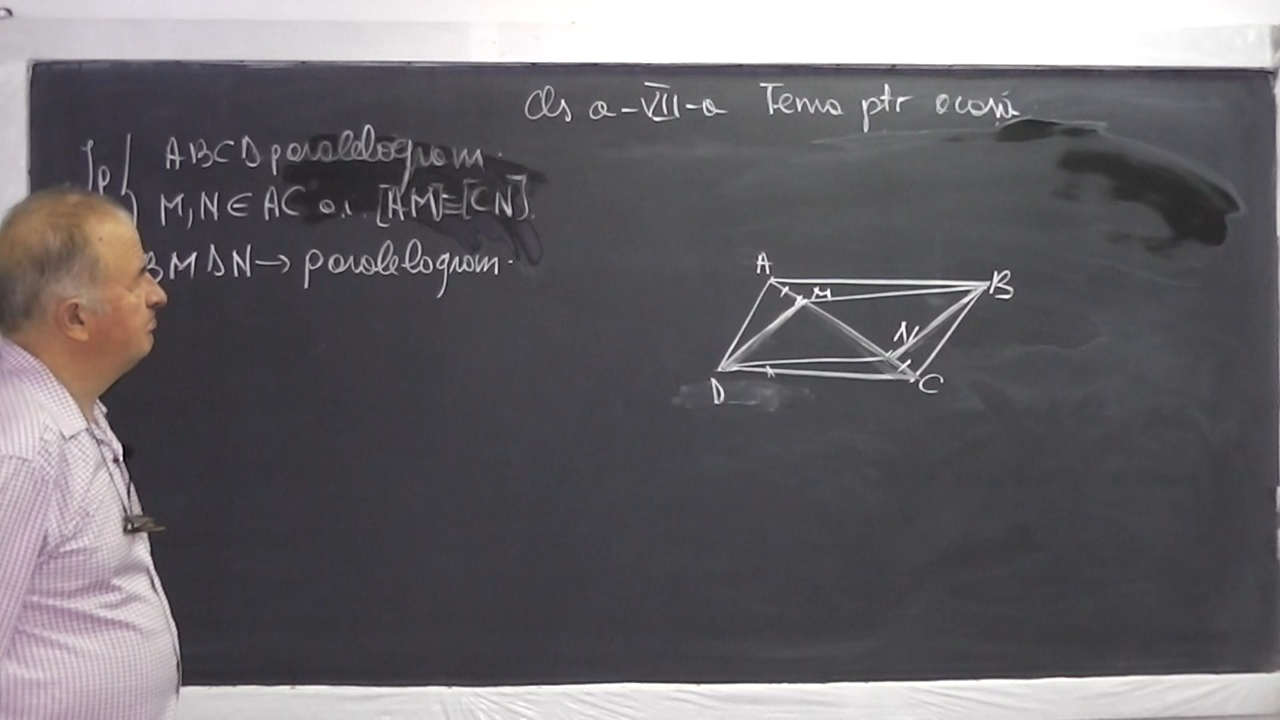 Cls a-VII-a Tema ptr acasă
Ip ABCD paralelogram.
M,N∈AC a.î. [AM]≡[CN].
BMDN→paralelogram.
A
M
B
N
D
C